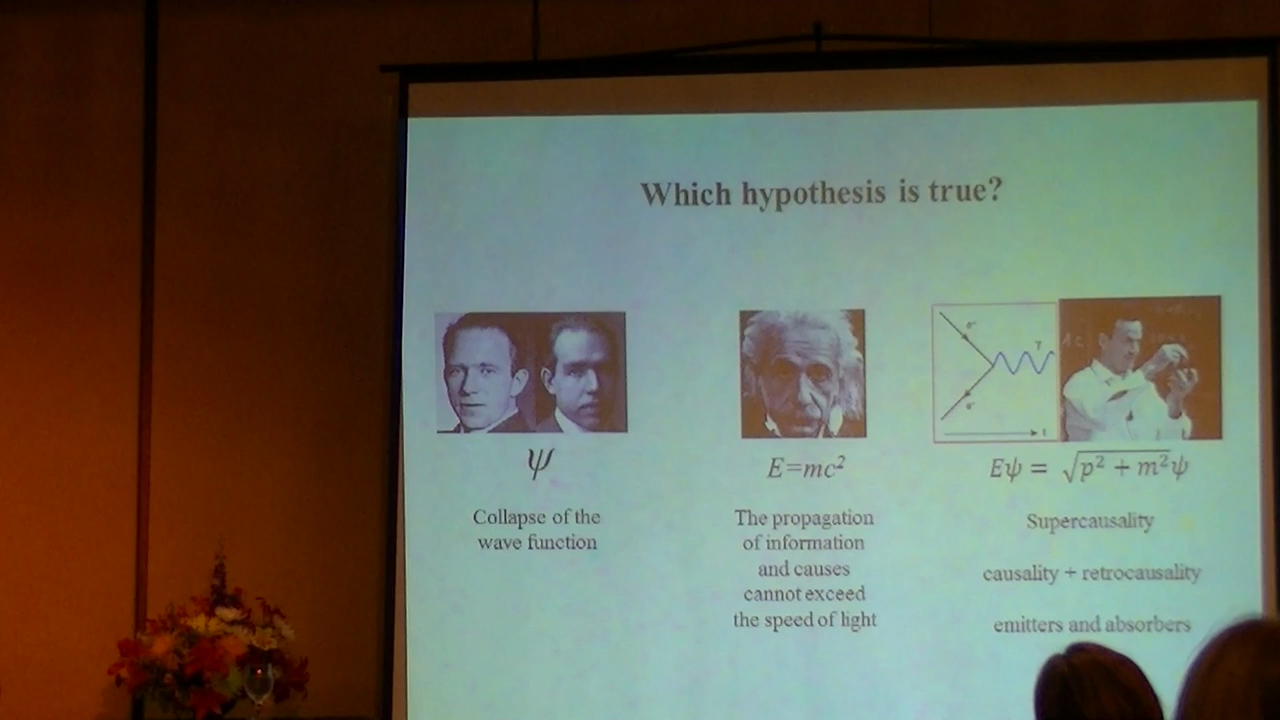 Which hypothesis is true?
e⁻
γ
e⁻
t
ψ
E=mc²
Eψ = √p² + m²ψ
Collapse of the
wave function
The propagation
of information
and causes
cannot exceed
the speed of light
Supercausality
causality + retrocausality
emitters and absorbers